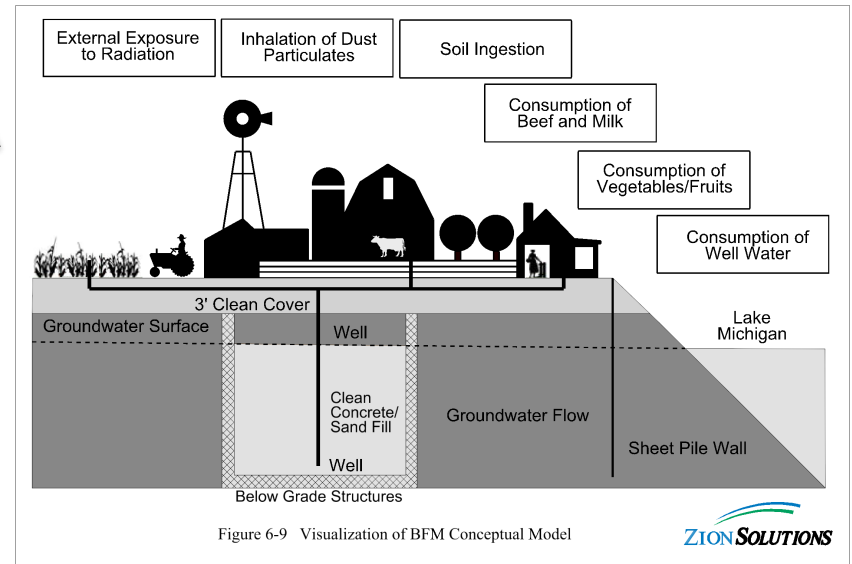 External Exposure
to Radiation
Inhalation of Dust
Particulates
Soil Ingestion
Consumption of
Beef and Milk
Consumption of
Vegetables/Fruits
Consumption of
Well Water
3' Clean Cover
Groundwater Surface
Well
Lake
Michigan
Clean
Concrete/
Sand Fill
Groundwater Flow
Sheet Pile Wall
Well
Below Grade Structures
Figure 6-9 Visualization of BFM Conceptual Model
ZIONSOLUTIONS